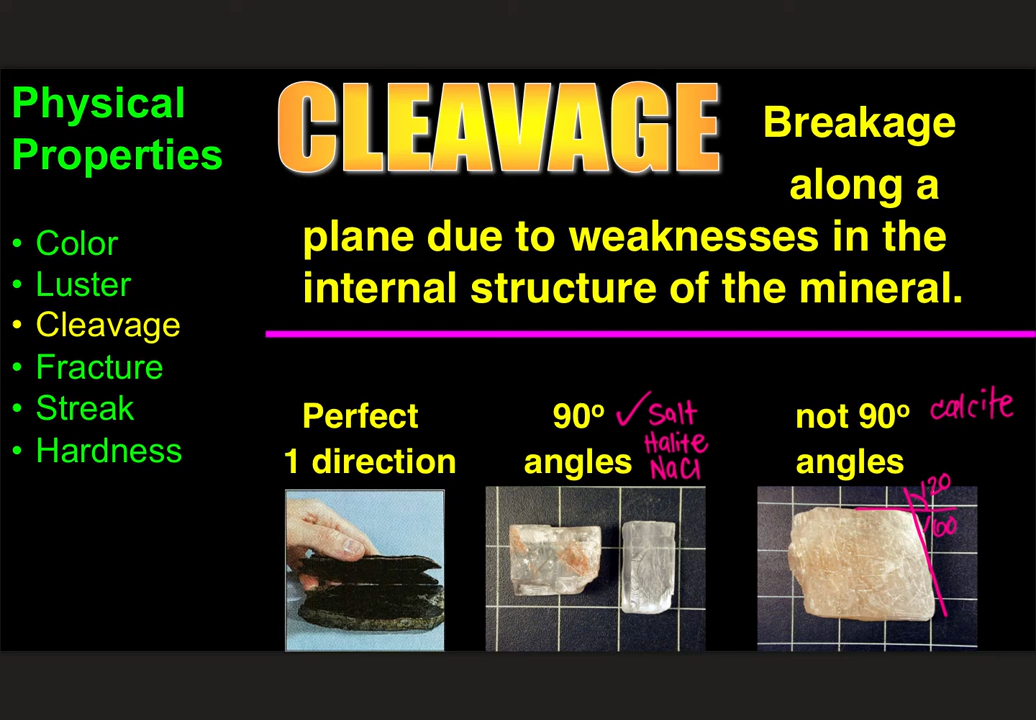 Physical
Properties
• Color
• Luster
• Cleavage
• Fracture
• Streak
• Hardness
CLEAVAGE
Breakage
along a
plane due to weaknesses in the
internal structure of the mineral.
Perfect
1 direction
90º
angles
✓ Salt
Halite
NaCl
not 90º
angles
calcite
120
60